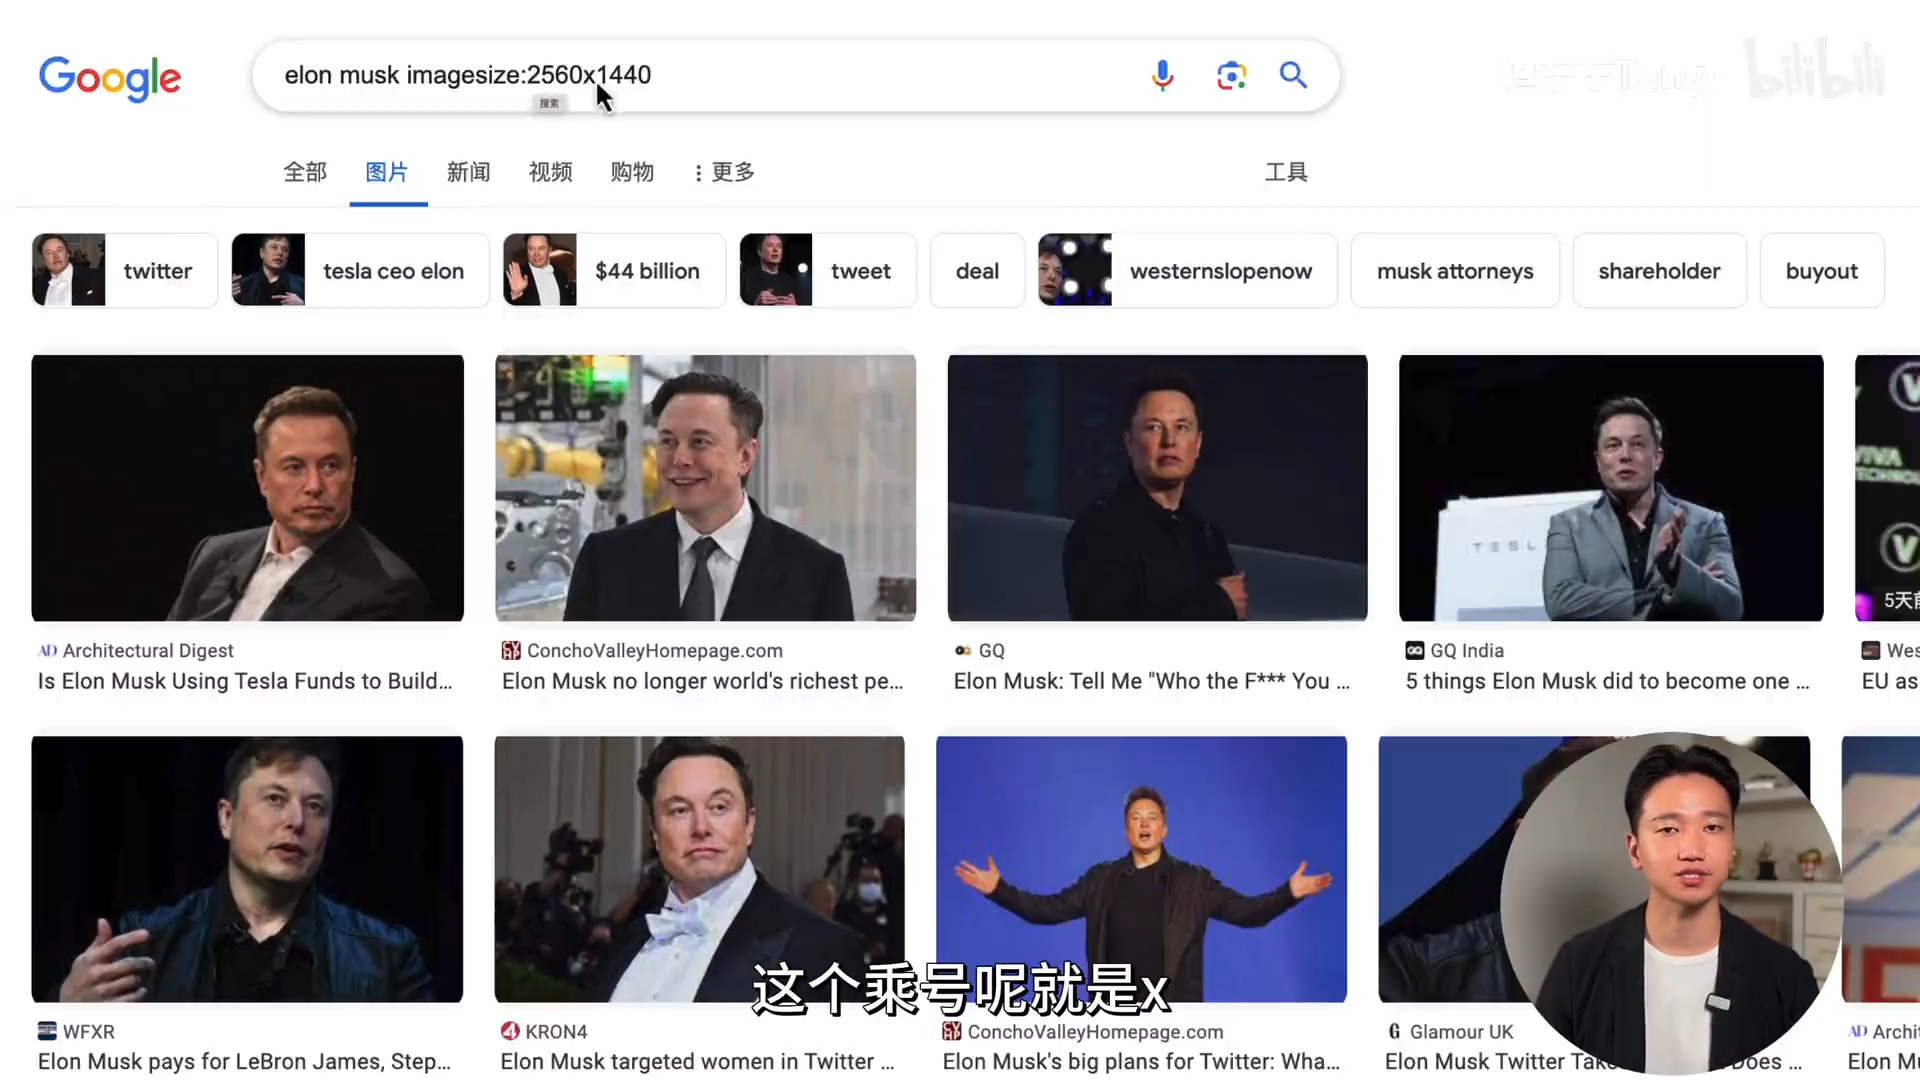 Google
elon musk imagesize:2560x1440
搜索
bilibili
全部 图片 新闻 视频 购物 更多 工具
twitter
tesla ceo elon
$44 billion
tweet
deal
westernslopenow
musk attorneys
shareholder
buyout
TESL
VIVA
5天前
Architectural Digest
Is Elon Musk Using Tesla Funds to Build...
ConchoValleyHomepage.com
Elon Musk no longer world's richest pe...
GQ
Elon Musk: Tell Me "Who the F*** You ...
GQ India
5 things Elon Musk did to become one ...
Wes
EU as
这个乘号呢就是x
WFXR
Elon Musk pays for LeBron James, Step...
KRON4
Elon Musk targeted women in Twitter ...
ConchoValleyHomepage.com
Elon Musk's big plans for Twitter: Wha...
Glamour UK
Elon Musk Twitter Take Does ...
AD Archi
Elon M